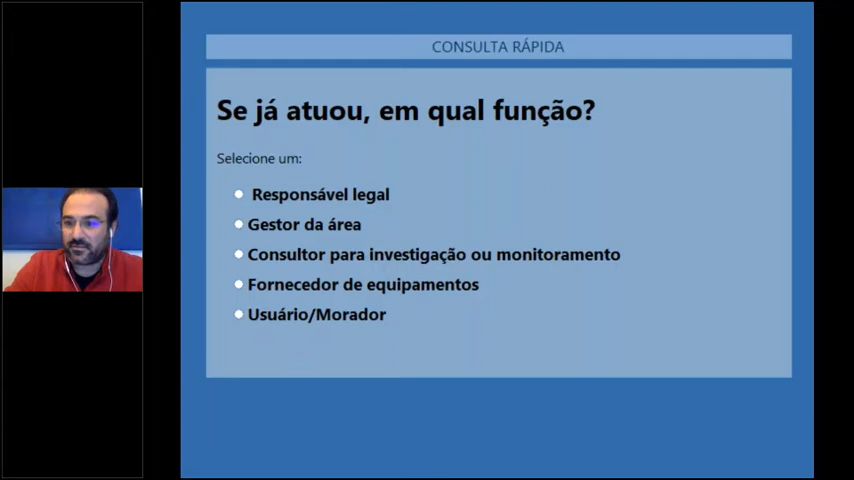 CONSULTA RÁPIDA
Se já atuou, em qual função?
Selecione um:
Responsável legal
Gestor da área
Consultor para investigação ou monitoramento
Fornecedor de equipamentos
Usuário/Morador